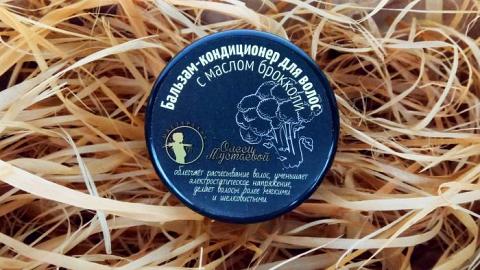 Бальзам-кондиционер для волос
с маслом брокколи
Олеси
Мустаевой
облегчает расчесывание волос, уменьшает
электростатическое напряжение,
делает волосы более мягкими
и шелковистыми.